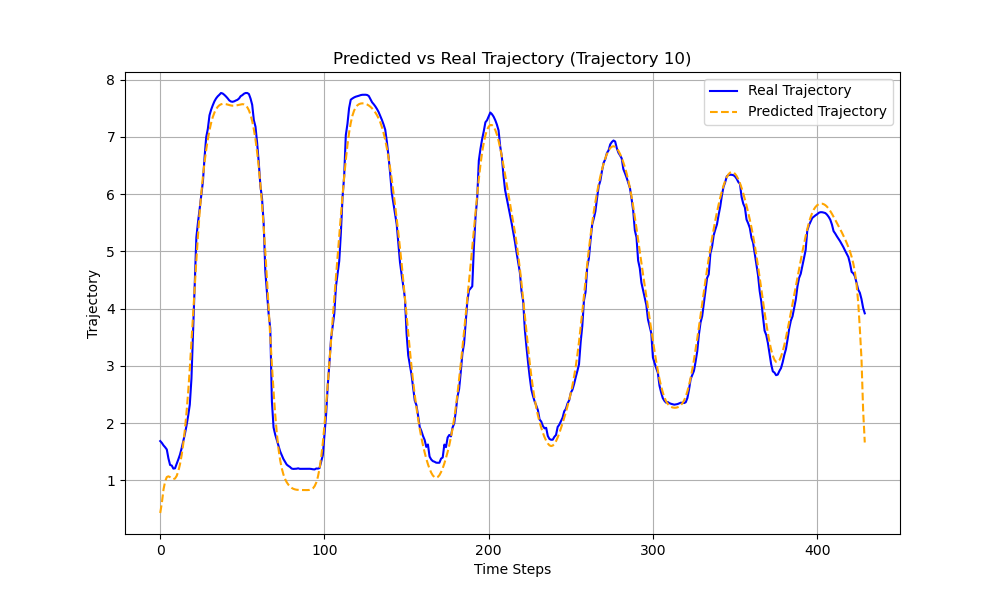 Predicted vs Real Trajectory (Trajectory 10)
Real Trajectory
Predicted Trajectory
Trajectory
8
7
6
5
4
3
2
1
0 100 200 300 400
Time Steps